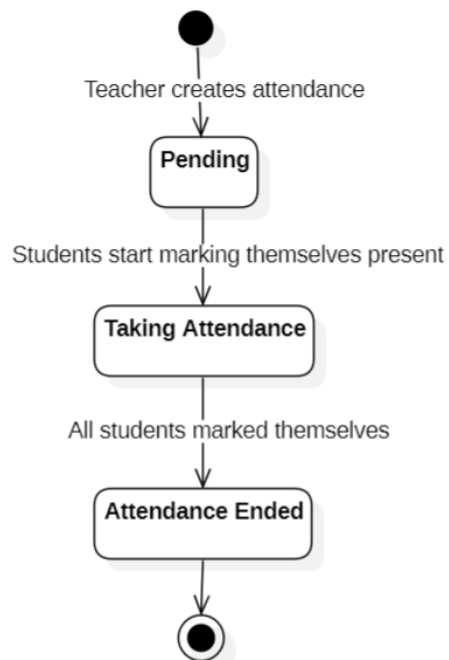 Teacher creates attendance
Pending
Students start marking themselves present
Taking Attendance
All students marked themselves
Attendance Ended